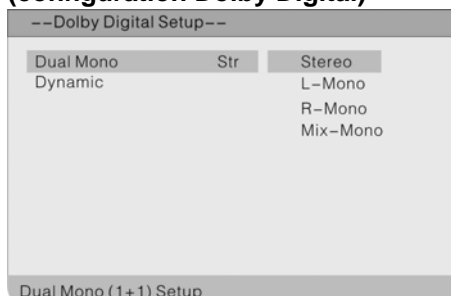 (configuration Dolby Digital)
--Dolby Digital Setup--
Dual Mono Str Stereo
Dynamic L-Mono
R-Mono
Mix-Mono
Dual Mono (1+1) Setup